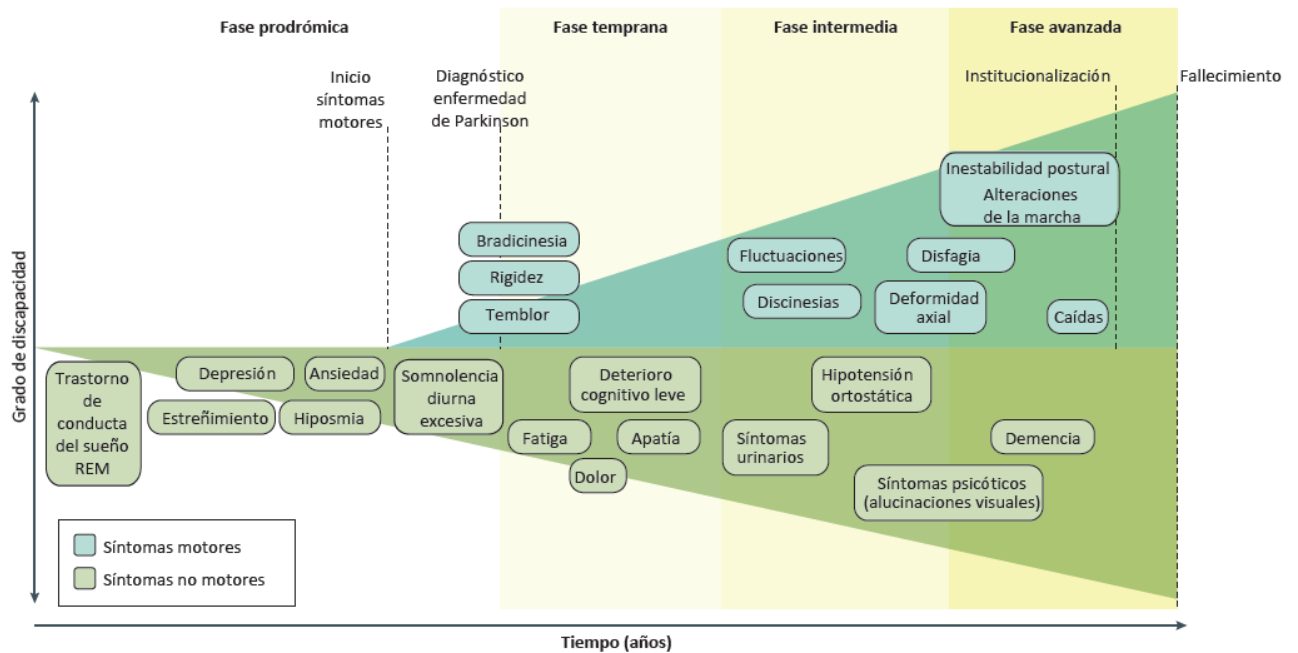 Fase prodrómica
Fase temprana
Fase intermedia
Fase avanzada
Inicio
síntomas
motores
Diagnóstico
enfermedad
de Parkinson
Institucionalización
Fallecimiento
Grado de discapacidad
Inestabilidad postural
Alteraciones
de la marcha
Bradicinesia
Rigidez
Temblor
Fluctuaciones
Disfagia
Discinesias
Deformidad
axial
Caídas
Trastorno
de
conducta
del sueño
REM
Depresión
Ansiedad
Estreñimiento
Hiposmia
Somnolencia
diurna
excesiva
Deterioro
cognitivo leve
Fatiga
Apatía
Dolor
Hipotensión
ortostática
Síntomas
urinarios
Demencia
Síntomas psicóticos
(alucinaciones visuales)
Síntomas motores
Síntomas no motores
Tiempo (años)